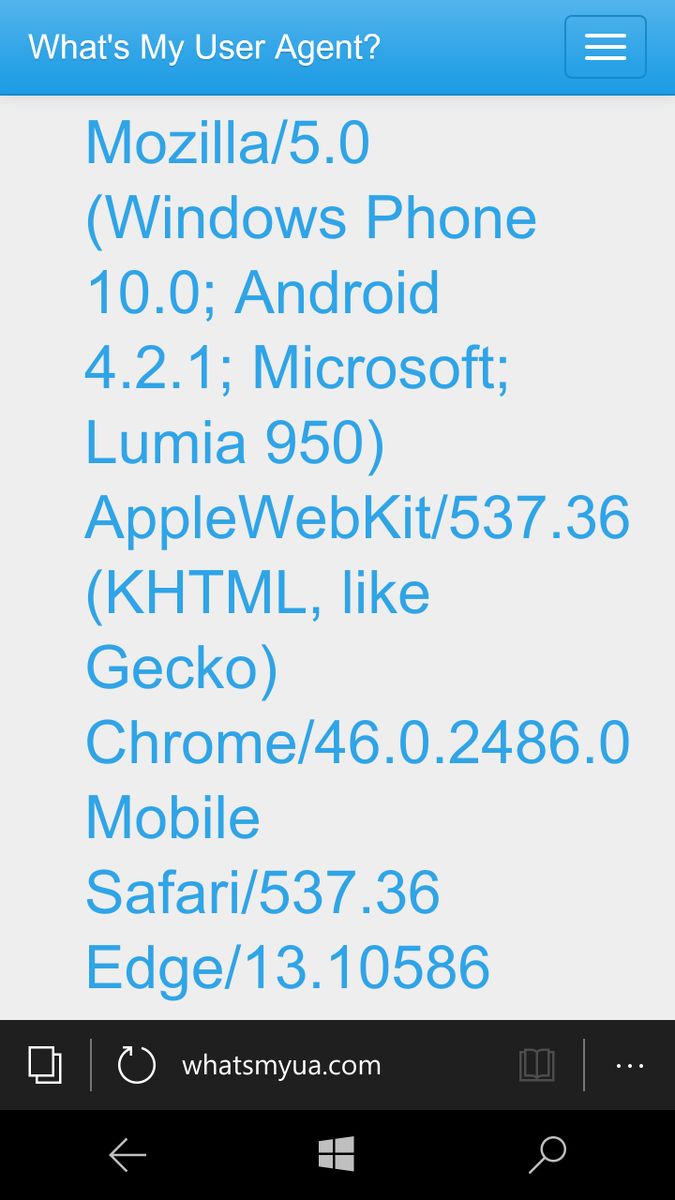 What's My User Agent?
Mozilla/5.0
(Windows Phone
10.0; Android
4.2.1; Microsoft;
Lumia 950)
AppleWebKit/537.36
(KHTML, like
Gecko)
Chrome/46.0.2486.0
Mobile
Safari/537.36
Edge/13.10586
whatsmyua.com